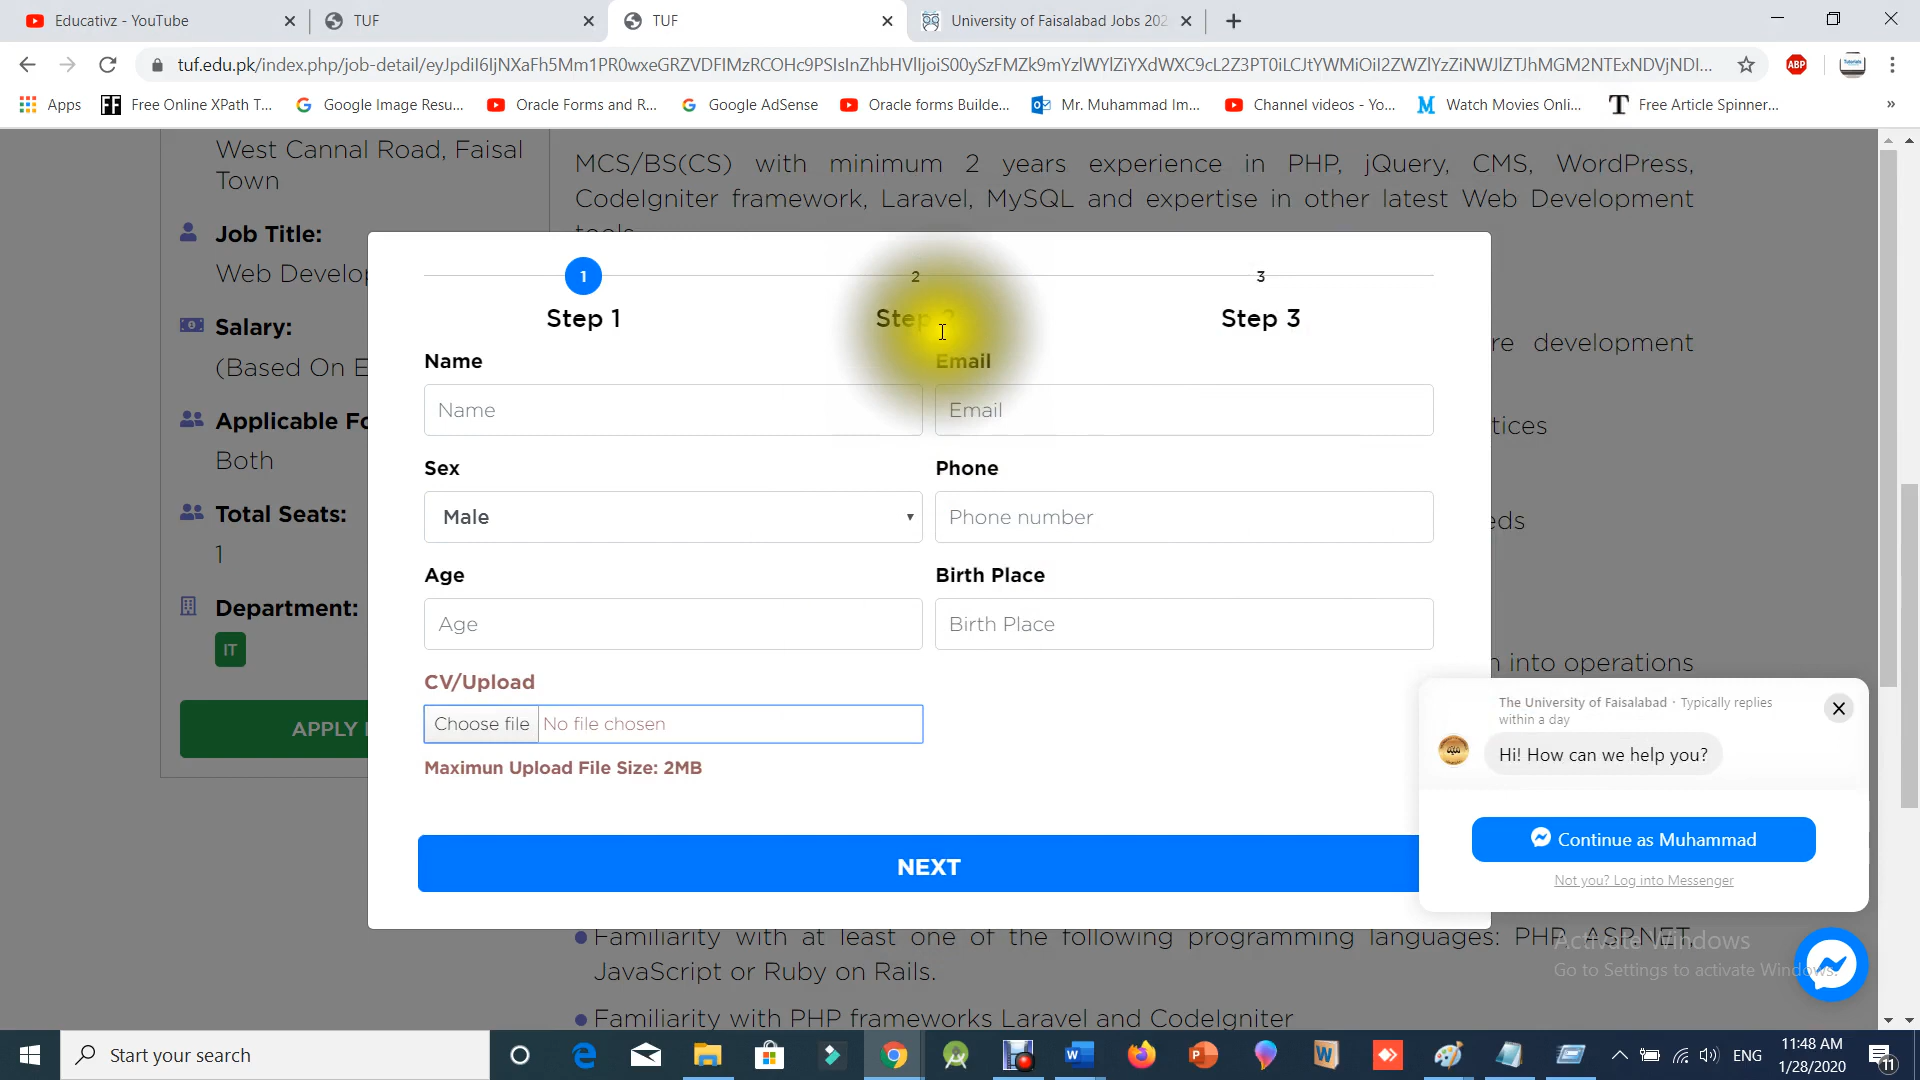 Educativz - YouTube
TUF
TUF
University of Faisalabad Jobs 202
tuf.edu.pk/index.php/job-detail/
Apps
Free Online XPath T...
Google Image Resu...
Oracle Forms and R...
Google AdSense
Oracle forms Builde...
Mr. Muhammad Im...
Channel videos - Yo...
Watch Movies Onli...
Free Article Spinner...
»
ABP
West Cannal Road, Faisal
Town
Job Title:
Web Develop
Salary:
(Based On E
Applicable Fo
Both
Total Seats:
1
Department:
IT
APPLY
MCS/BS(CS) with minimum 2 years experience in PHP, jQuery, CMS, WordPress,
CodeIgniter framework, Laravel, MySQL and expertise in other latest Web Development
tools
re development
tices
eds
n into operations
1
2
3
Step 1
Step 2
Step 3
Name
Email
Name
Email
Sex
Phone
Male
Phone number
Age
Birth Place
Age
Birth Place
CV/Upload
Choose file
No file chosen
Maximun Upload File Size: 2MB
NEXT
The University of Faisalabad · Typically replies
within a day
Hi! How can we help you?
Continue as Muhammad
Not you? Log into Messenger
Familiarity with at least one of the following programming languages: PHP, ASP.NET,
JavaScript or Ruby on Rails.
Familiarity with PHP frameworks Laravel and CodeIgniter
Activate Windows
Go to Settings to activate Windows.
Start your search
ENG
11:48 AM
1/28/2020
11